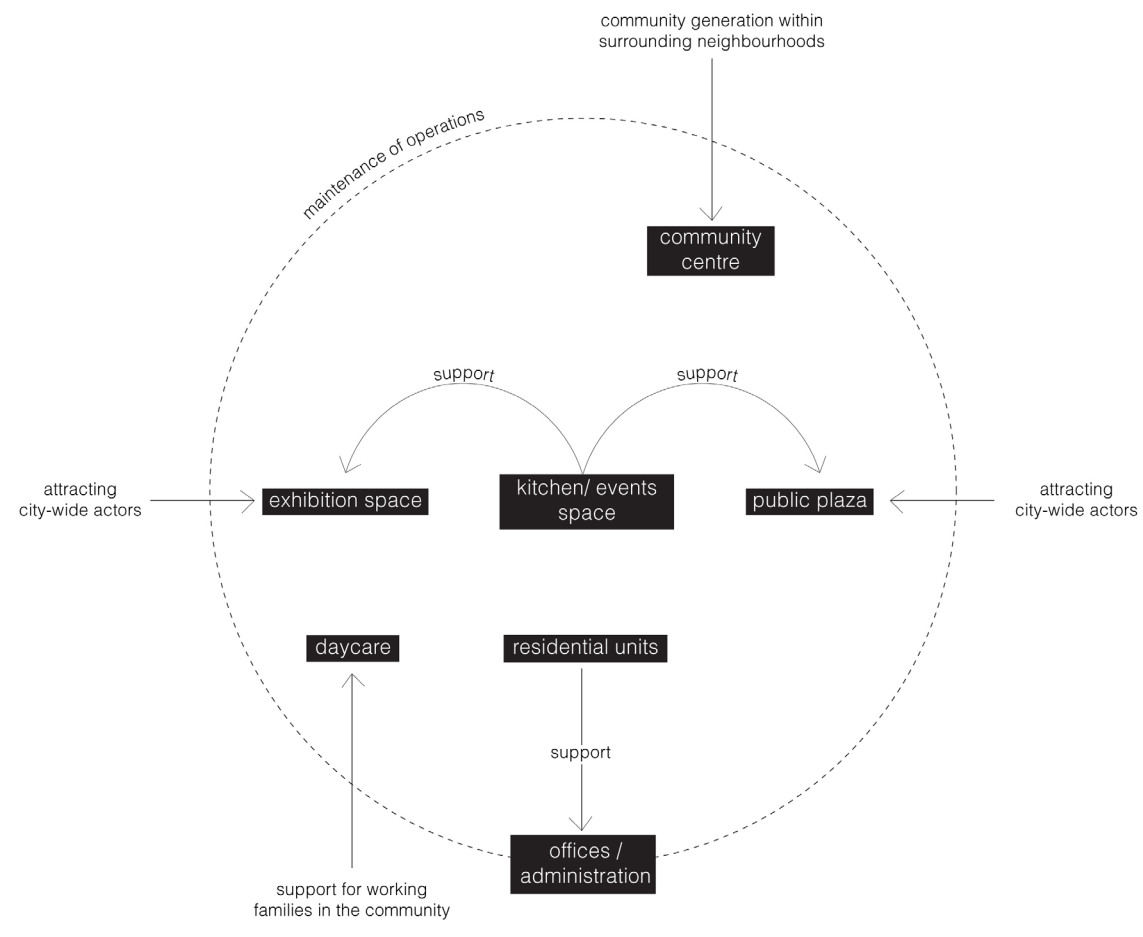 community generation within
surrounding neighbourhoods
maintenance of operations
community
centre
support
support
attracting
city-wide actors
exhibition space
kitchen/ events
space
public plaza
attracting
city-wide actors
daycare
residential units
support
offices /
administration
support for working
families in the community